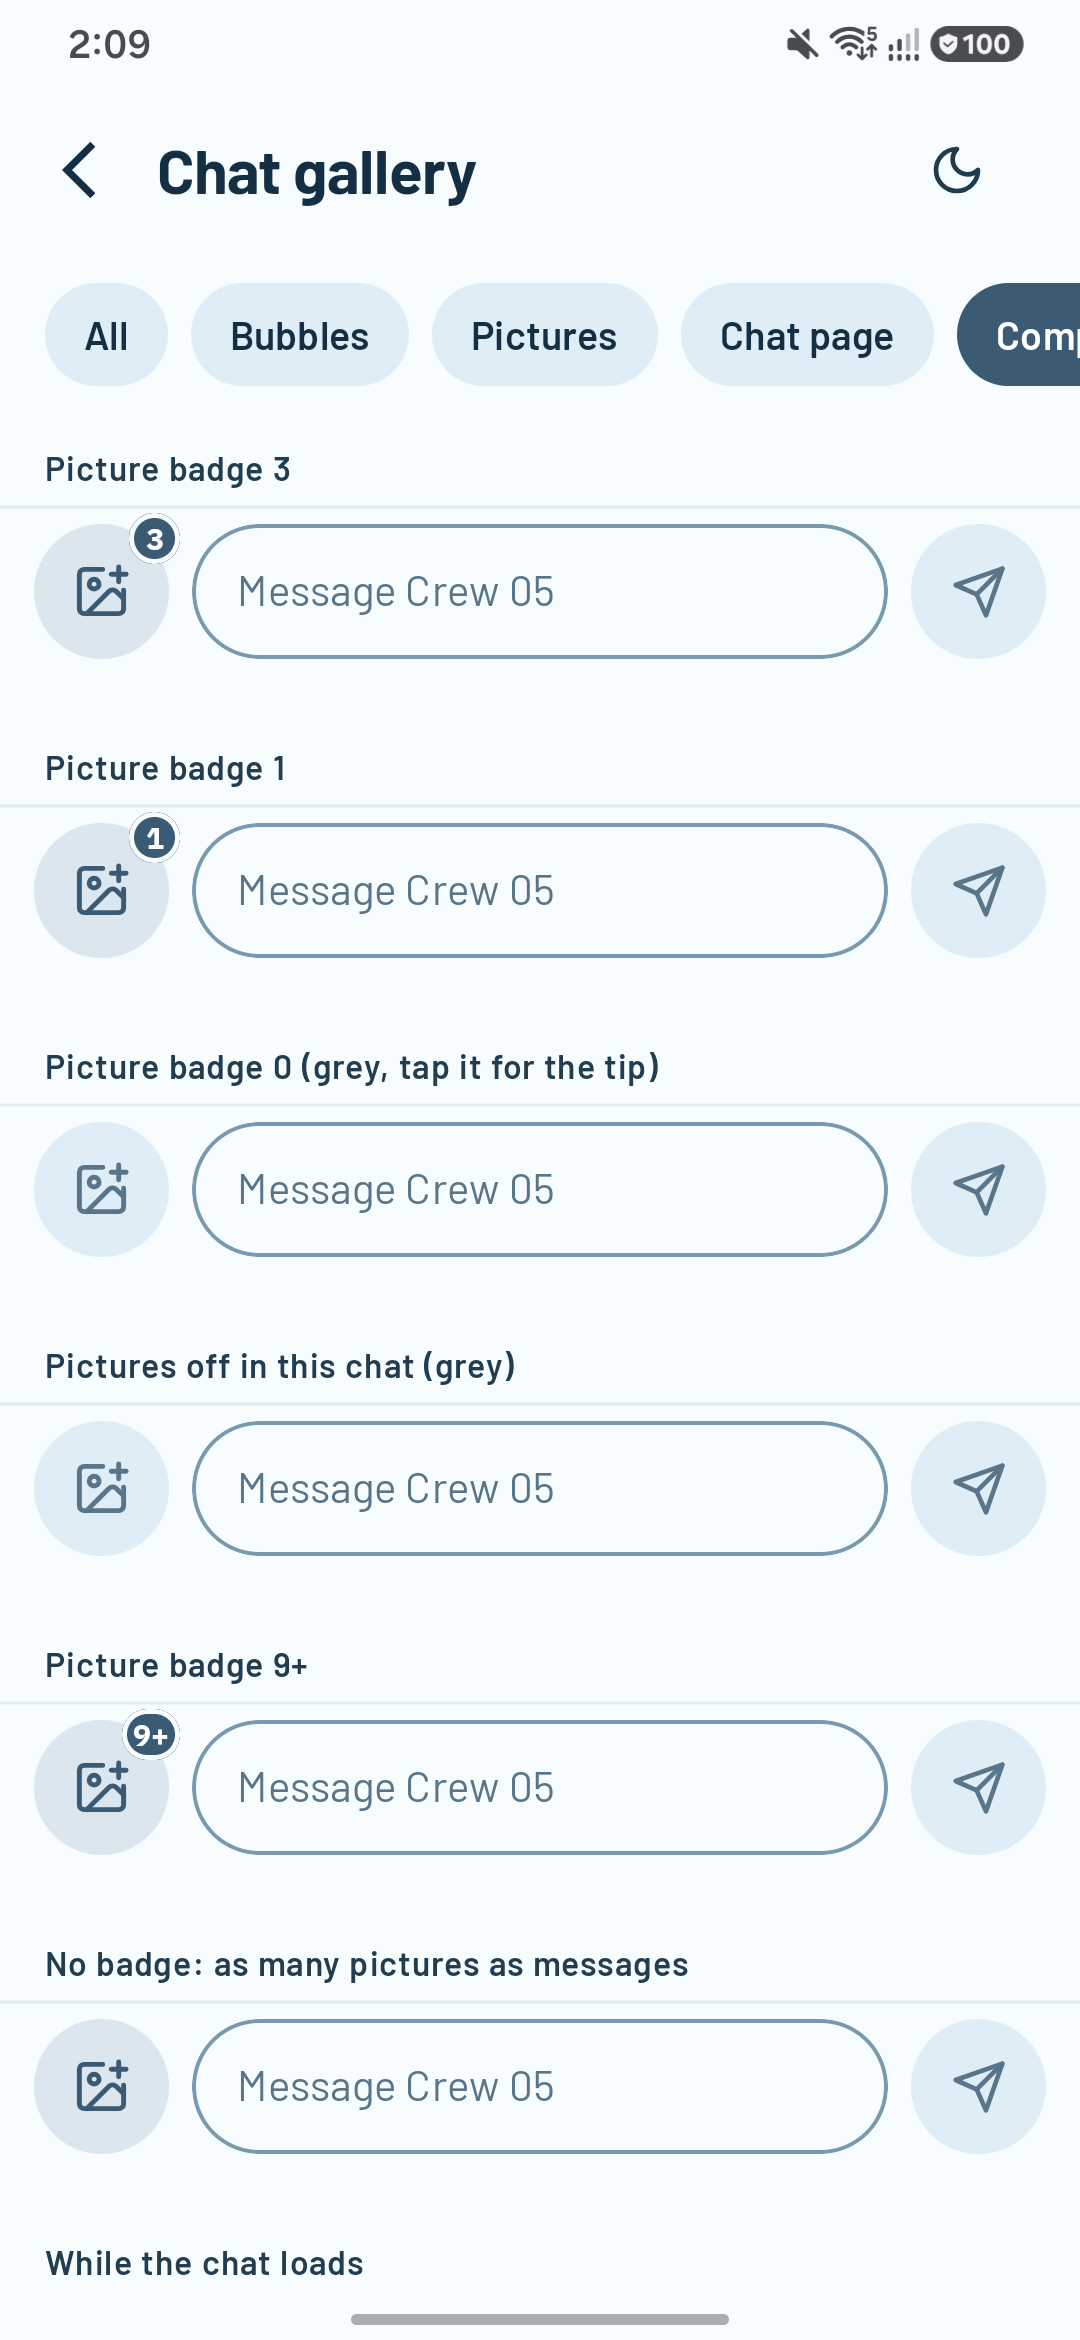 2:09
5
100
Chat gallery
All
Bubbles
Pictures
Chat page
Comp
Picture badge 3
3
Message Crew 05
Picture badge 1
1
Message Crew 05
Picture badge 0 (grey, tap it for the tip)
Message Crew 05
Pictures off in this chat (grey)
Message Crew 05
Picture badge 9+
9+
Message Crew 05
No badge: as many pictures as messages
Message Crew 05
While the chat loads